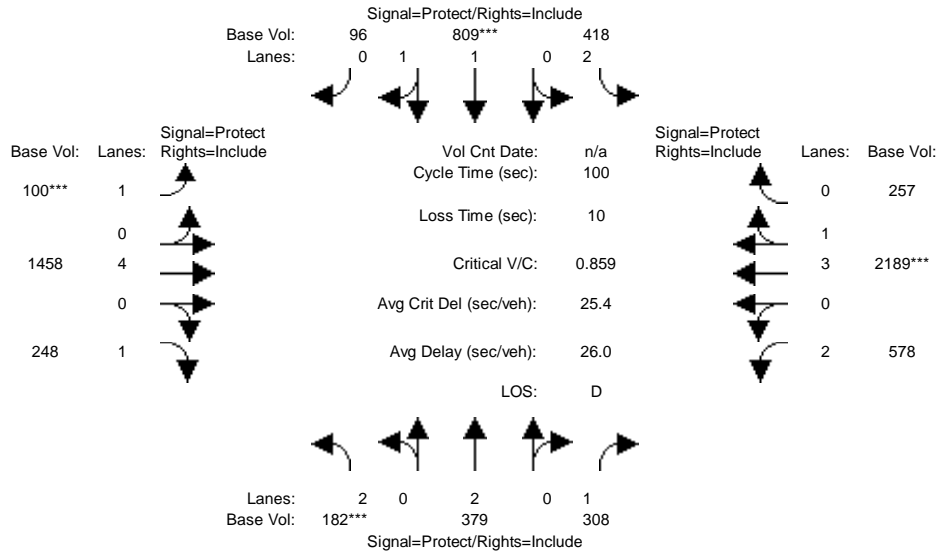 Signal=Protect/Rights=Include
Base Vol: 96 809*** 418
Lanes: 0 1 1 0 2
Signal=Protect
Base Vol: Lanes: Rights=Include
Vol Cnt Date: n/a
Signal=Protect
Rights=Include Lanes: Base Vol:
Cycle Time (sec): 100
100*** 1
0 257
Loss Time (sec): 10
0
1
1458 4
Critical V/C: 0.859
3 2189***
0
Avg Crit Del (sec/veh): 25.4
0
248 1
Avg Delay (sec/veh): 26.0
2 578
LOS: D
Lanes: 2 0 2 0 1
Base Vol: 182*** 379 308
Signal=Protect/Rights=Include